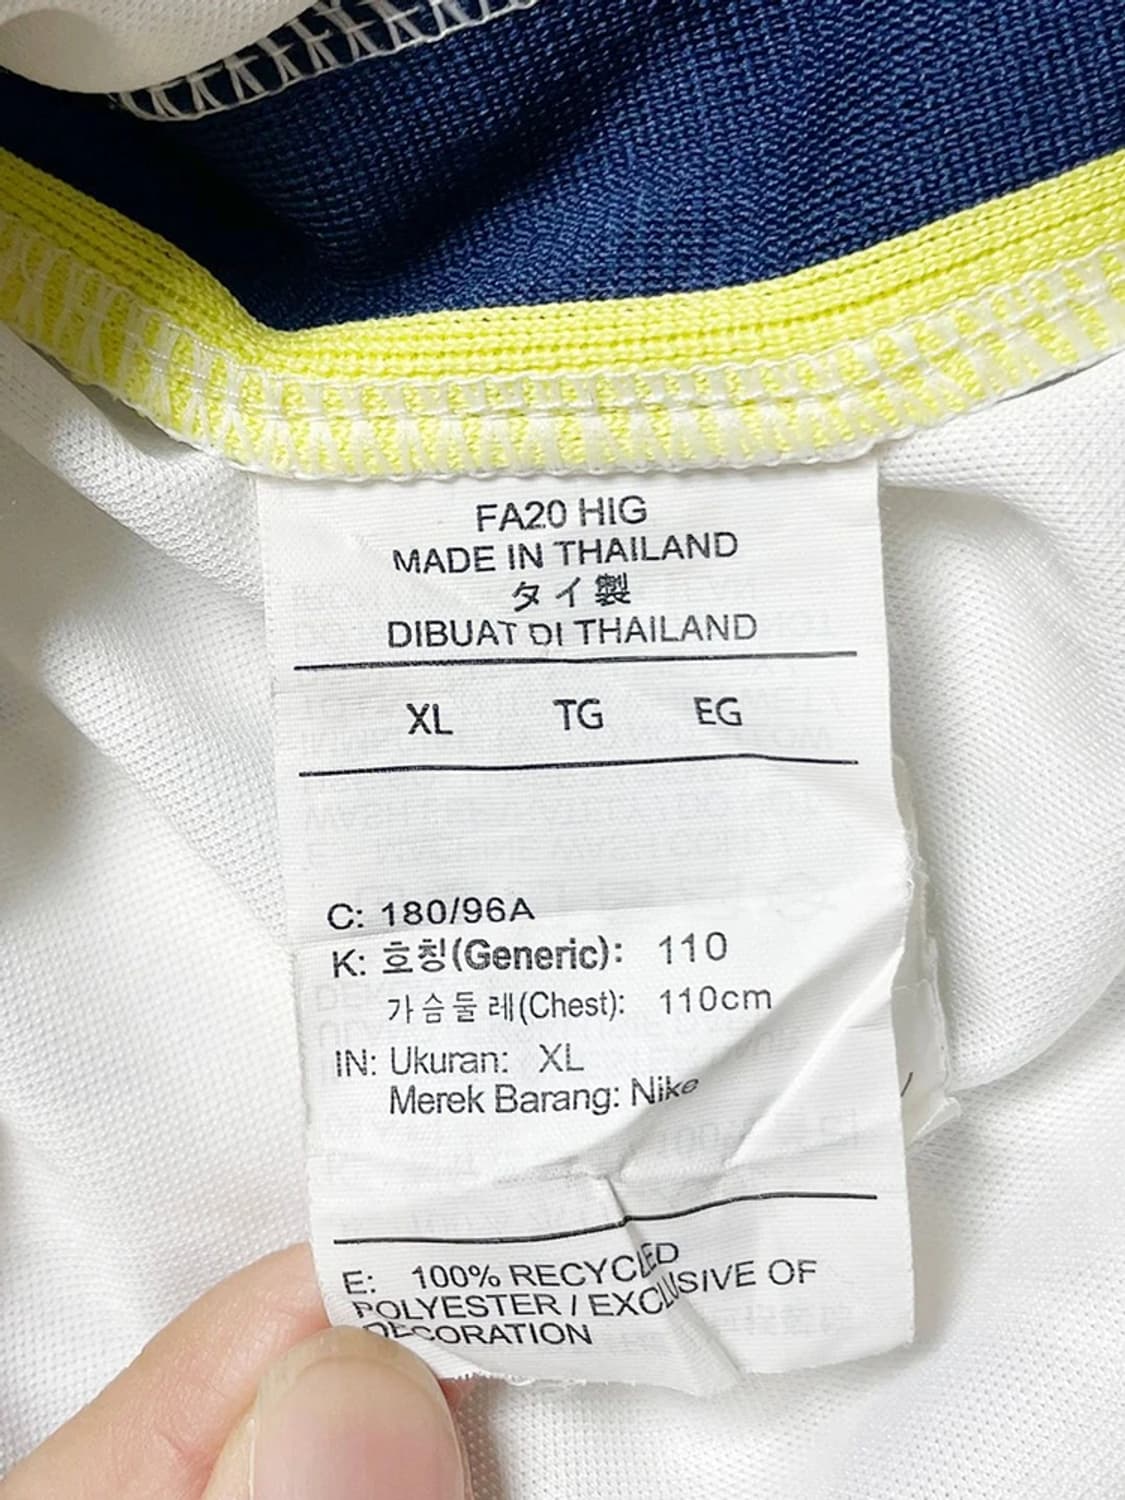 FA20 HIG
MADE IN THAILAND
タイ製
DIBUAT DI THAILAND
XL TG EG
C: 180/96A
K: 호칭(Generic): 110
가슴둘레(Chest): 110cm
IN: Ukuran: XL
Merek Barang: Nike
E: 100% RECYCLED
POLYESTER / EXCLUSIVE OF
DECORATION